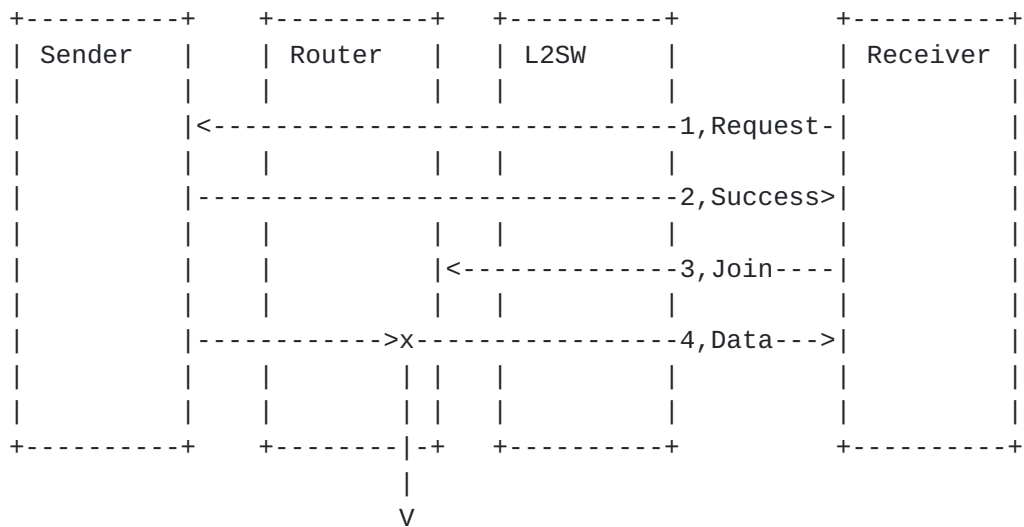 Sender Router L2SW Receiver
1,Request
2,Success
3,Join
4,Data
x
V